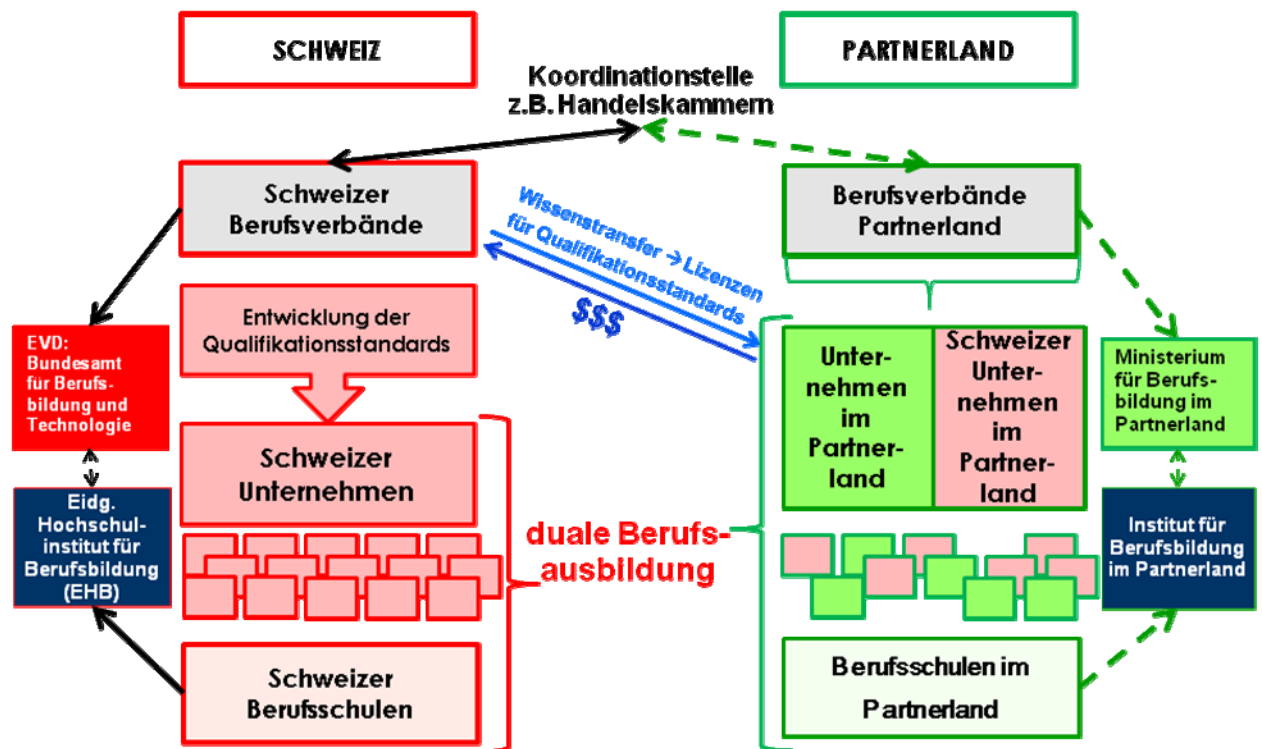 SCHWEIZ
PARTNERLAND
Koordinationstelle
z.B. Handelskammern
Schweizer
Berufsverbände
Berufsverbände
Partnerland
Wissenstransfer → Lizenzen
für Qualifikationsstandards
$$$
Entwicklung der
Qualifikationsstandards
EVD:
Bundesamt
für Berufs-
bildung und
Technologie
Schweizer
Unternehmen
Eidg.
Hochschul-
institut für
Berufsbildung
(EHB)
Schweizer
Berufsschulen
duale Berufs-
ausbildung
Unter-
nehmen
im
Partner-
land
Schweizer
Unter-
nehmen
im
Partner-
land
Ministerium
für Berufs-
bildung im
Partnerland
Institut für
Berufsbildung
im Partnerland
Berufsschulen im
Partnerland